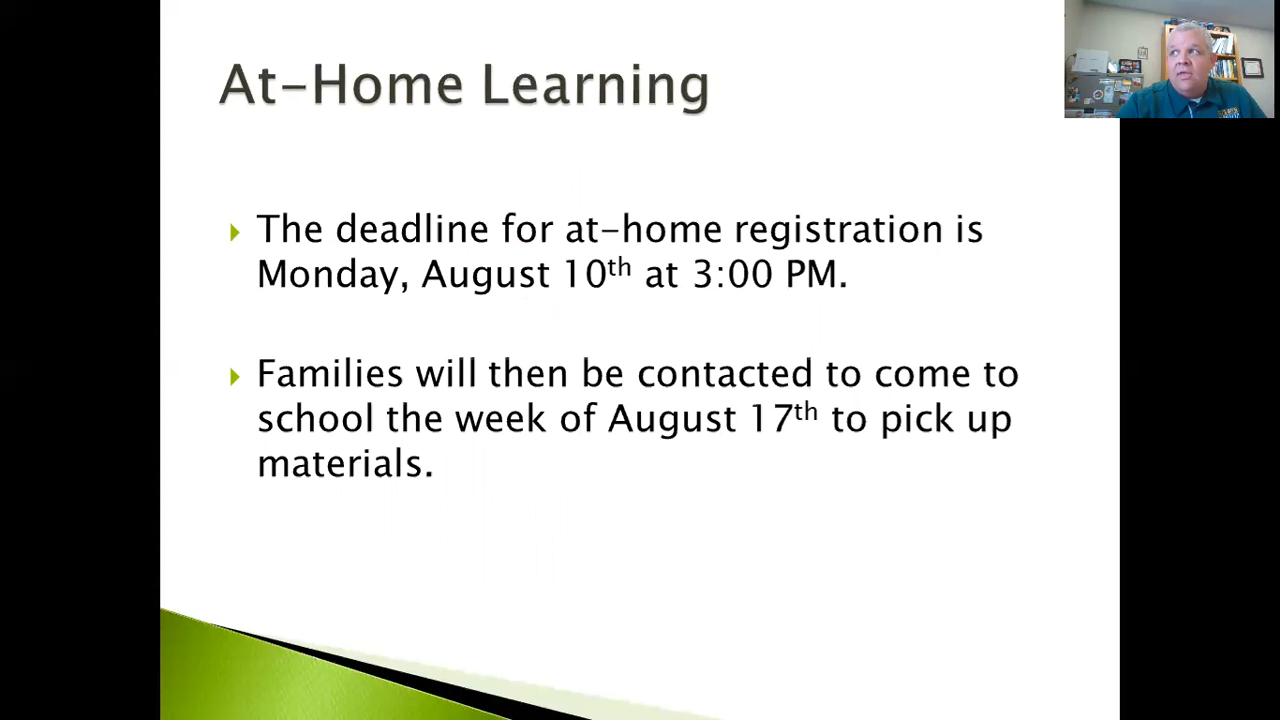 At-Home Learning
The deadline for at-home registration is
Monday, August 10th at 3:00 PM.
Families will then be contacted to come to
school the week of August 17th to pick up
materials.